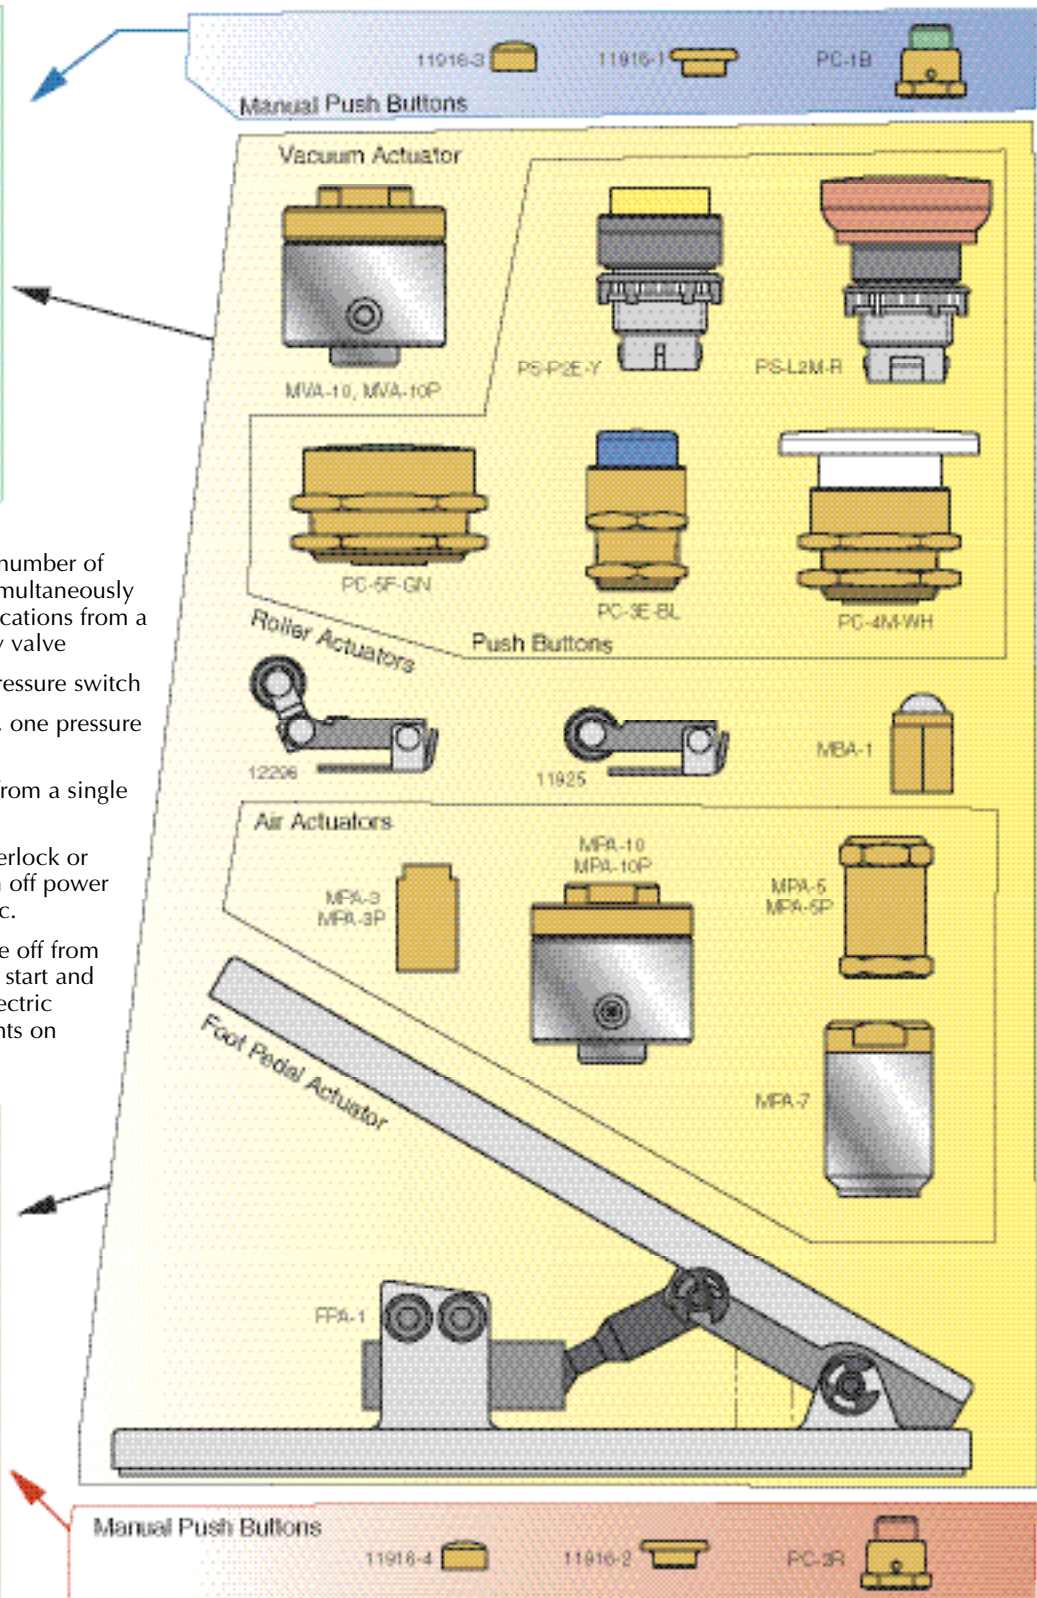 11916-3
11916-1
PC-1B
Manual Push Buttons
Vacuum Actuator
MVA-10, MVA-10P
PS-P2E-Y
PS-L2M-R
PC-5F-GN
PC-3E-BL
PC-4M-WH
Push Buttons
number of
multaneously
ications from a
y valve
ressure switch
. one pressure
rom a single
erlock or
n off power
c.
e off from
start and
ectric
nts on
Roller Actuators
12296
11925
MBA-1
Air Actuators
MPA-3
MPA-3P
MPA-10
MPA-10P
MPA-5
MPA-5P
MPA-7
Foot Pedal Actuator
FPA-1
Manual Push Buttons
11916-4
11916-2
PC-2R